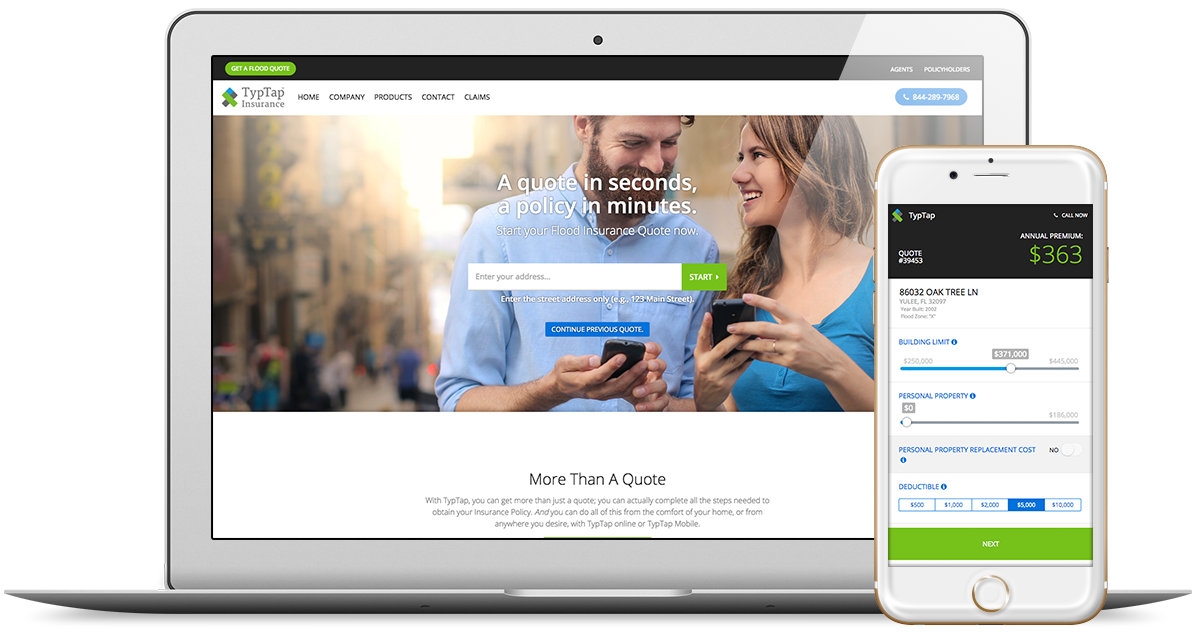 GET A FLOOD QUOTE
AGENTS POLICYHOLDERS
TypTap
Insurance
HOME COMPANY PRODUCTS CONTACT CLAIMS
844-289-7968
A quote in seconds,
a policy in minutes.
Start your Flood Insurance Quote now.
Enter your address...
START
Enter the street address only (e.g., 123 Main Street).
CONTINUE PREVIOUS QUOTE.
More Than A Quote
With TypTap, you can get more than just a quote; you can actually complete all the steps needed to
obtain your Insurance Policy. And you can do all of this from the comfort of your home, or from
anywhere you desire, with TypTap online or TypTap Mobile.
TypTap
CALL NOW
ANNUAL PREMIUM:
$363
QUOTE
#39453
86032 OAK TREE LN
YULEE, FL 32097
Year Built: 2002
Flood Zone: "X"
BUILDING LIMIT
$371,000
$250,000 $445,000
PERSONAL PROPERTY
$0
$186,000
PERSONAL PROPERTY REPLACEMENT COST
NO
DEDUCTIBLE
$500 $1,000 $2,000 $5,000 $10,000
NEXT